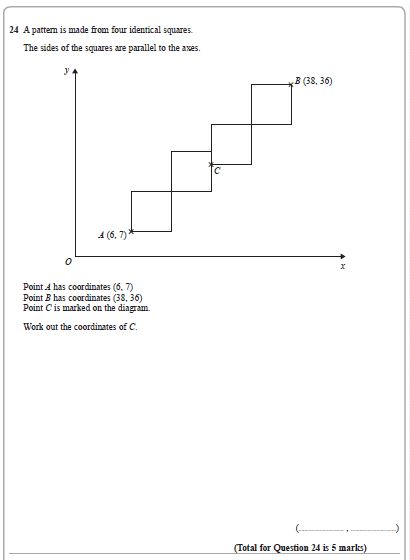 24 A pattern is made from four identical squares.
The sides of the squares are parallel to the axes.
y
B (38, 36)
C
A (6, 7)
O
x
Point A has coordinates (6, 7)
Point B has coordinates (38, 36)
Point C is marked on the diagram.
Work out the coordinates of C.
(.................... , ....................)
(Total for Question 24 is 5 marks)